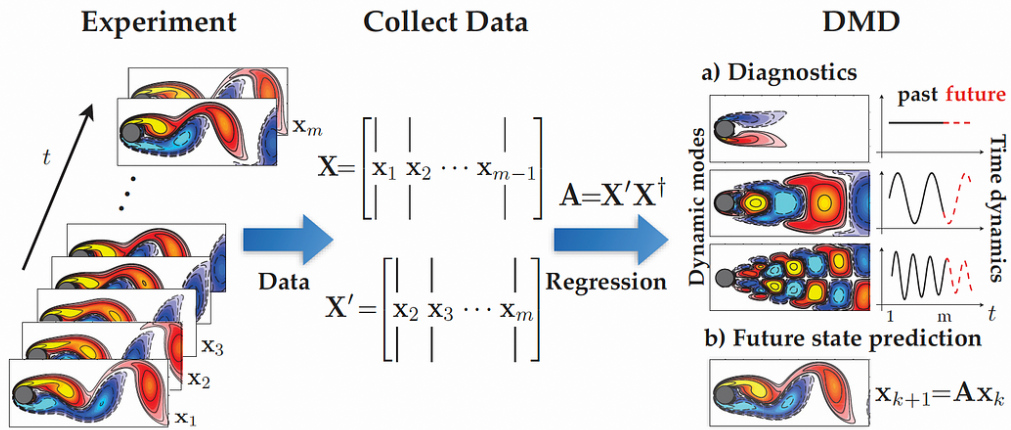 Experiment
t
⋮
x_m
x_3
x_2
x_1
Data
Collect Data
X=[x_1 x_2 ⋯ x_{m−1}]
X′=[x_2 x_3 ⋯ x_m]
A=X′X†
Regression
DMD
a) Diagnostics
past future
Dynamic modes
Time dynamics
1 m t
b) Future state prediction
x_{k+1}=Ax_k